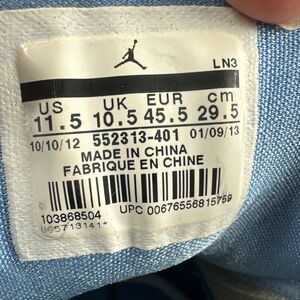 LN3
US UK EUR cm
11.5 10.5 45.5 29.5
10/10/12 552313-401 01/09/13
MADE IN CHINA
FABRIQUE EN CHINE
103868504
UPC 00676556815759